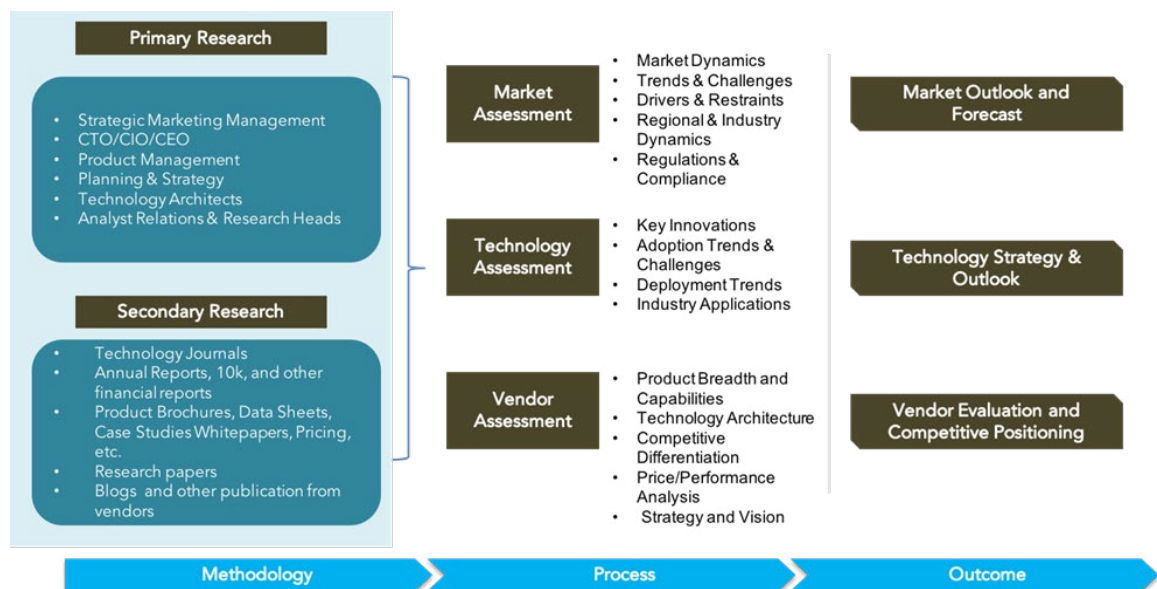 Primary Research
• Strategic Marketing Management
• CTO/CIO/CEO
• Product Management
• Planning & Strategy
• Technology Architects
• Analyst Relations & Research Heads
Secondary Research
• Technology Journals
• Annual Reports, 10k, and other
financial reports
• Product Brochures, Data Sheets,
Case Studies Whitepapers, Pricing,
etc.
• Research papers
• Blogs and other publication from
vendors
Market
Assessment
• Market Dynamics
• Trends & Challenges
• Drivers & Restraints
• Regional & Industry
Dynamics
• Regulations &
Compliance
Market Outlook and
Forecast
Technology
Assessment
• Key Innovations
• Adoption Trends &
Challenges
• Deployment Trends
• Industry Applications
Technology Strategy &
Outlook
Vendor
Assessment
• Product Breadth and
Capabilities
• Technology Architecture
• Competitive
Differentiation
• Price/Performance
Analysis
• Strategy and Vision
Vendor Evaluation and
Competitive Positioning
Methodology
Process
Outcome